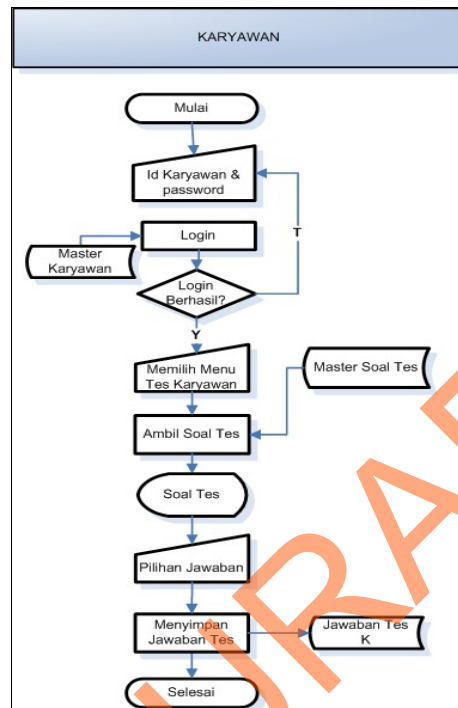 KARYAWAN
Mulai
Id Karyawan &
password
T
Login
Master
Karyawan
Login
Berhasil?
Y
Memilih Menu
Tes Karyawan
Master Soal Tes
Ambil Soal Tes
Soal Tes
Pilihan Jawaban
Menyimpan
Jawaban Tes
Jawaban Tes
K
Selesai
URA